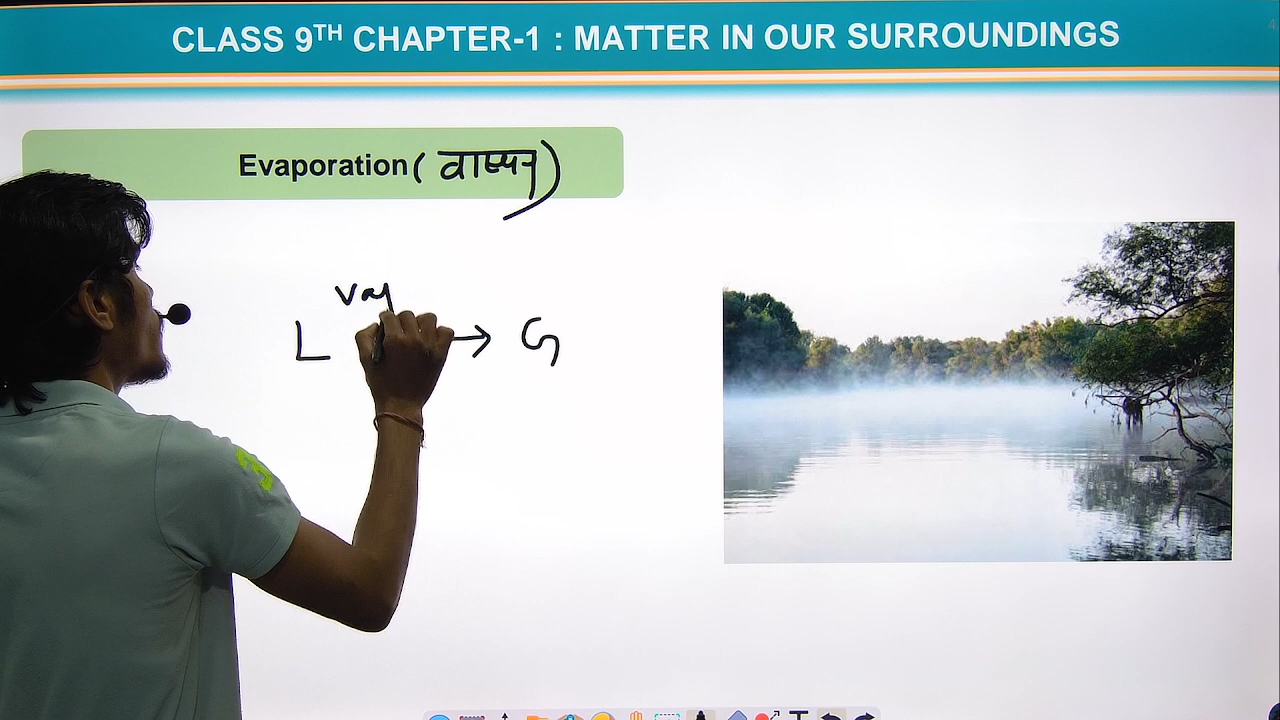 CLASS 9TH CHAPTER-1 : MATTER IN OUR SURROUNDINGS
Evaporation (वाष्पन)
Vap
L → G